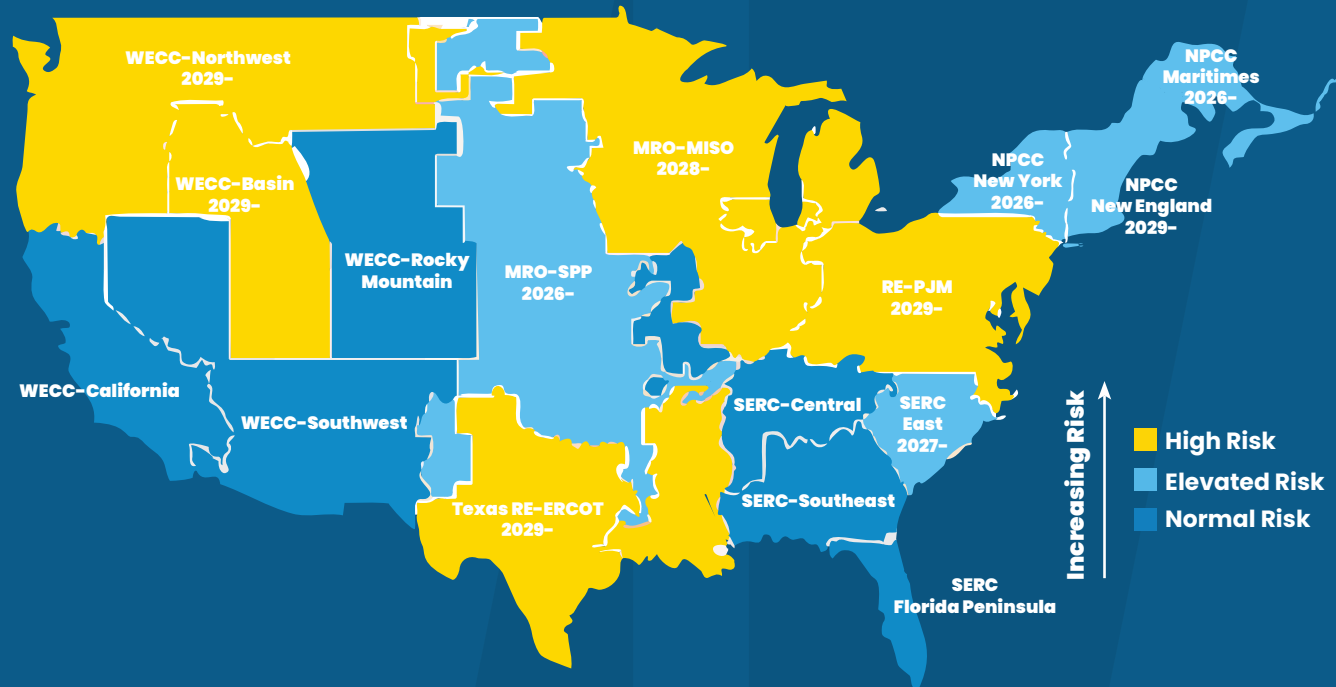 WECC-Northwest
2029-
WECC-Basin
2029-
WECC-Rocky
Mountain
MRO-SPP
2026-
MRO-MISO
2028-
NPCC
Maritimes
2026-
NPCC
New York
2026-
NPCC
New England
2029-
RE-PJM
2029-
WECC-California
WECC-Southwest
SERC-Central
SERC
East
2027-
SERC-Southeast
Texas RE-ERCOT
2029-
SERC
Florida Peninsula
Increasing Risk
High Risk
Elevated Risk
Normal Risk